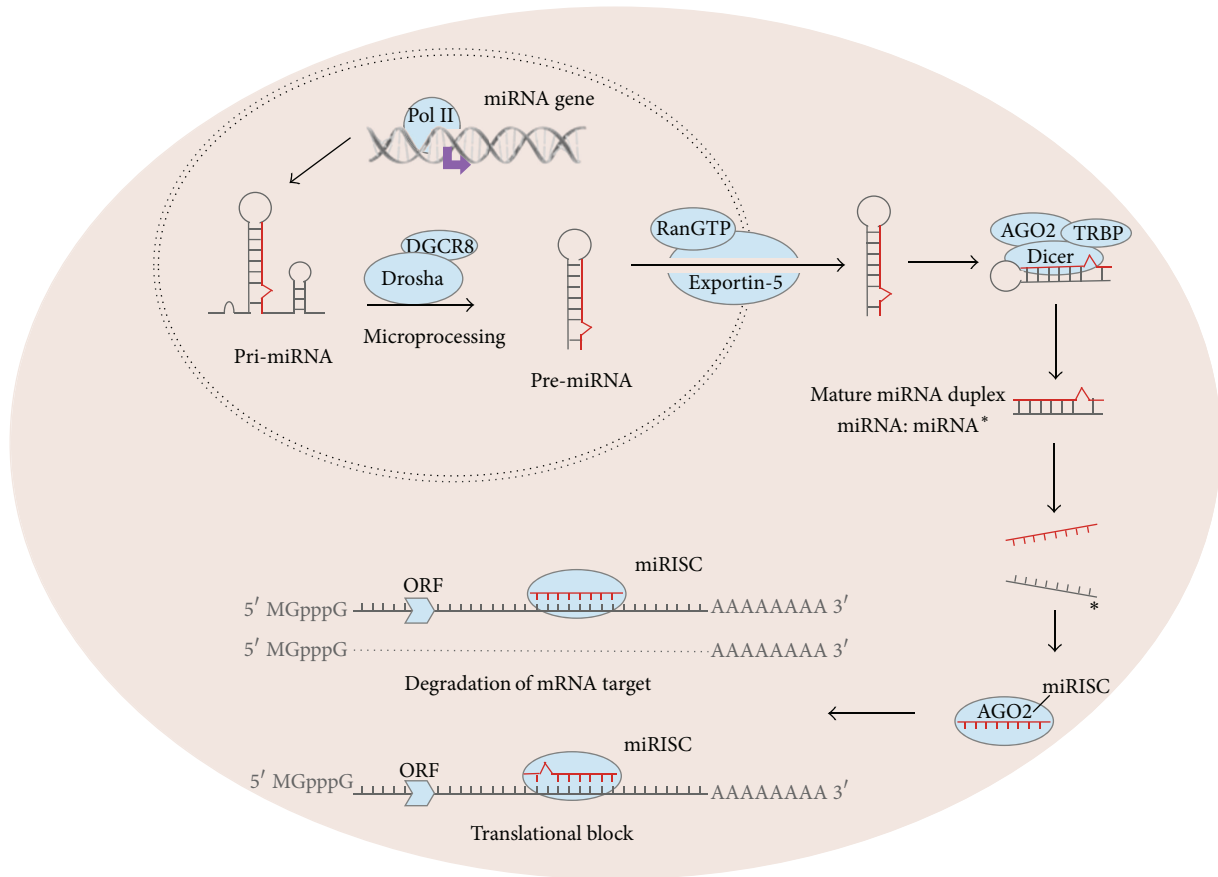 miRNA gene
Pol II
DGCR8
Drosha
Microprocessing
Pri-miRNA
Pre-miRNA
RanGTP
Exportin-5
AGO2
TRBP
Dicer
Mature miRNA duplex
miRNA: miRNA*
*
miRISC
AGO2
miRISC
ORF
5′ MGpppG
AAAAAAAA 3′
5′ MGpppG
AAAAAAAA 3′
Degradation of mRNA target
miRISC
ORF
5′ MGpppG
AAAAAAAA 3′
Translational block